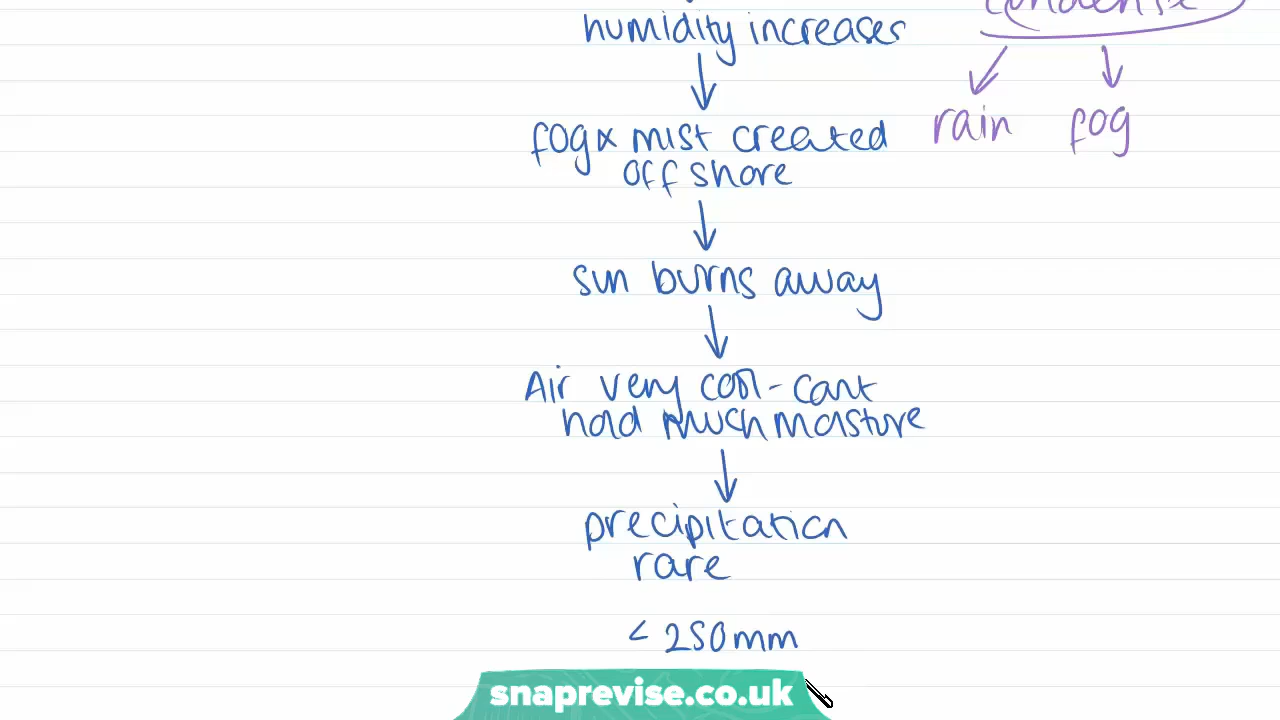 condense
humidity increases
rain fog
fog & mist created
off shore
sun burns away
Air very cool - cant
hold much moisture
precipitation
rare
< 250mm
snaprevise.co.uk